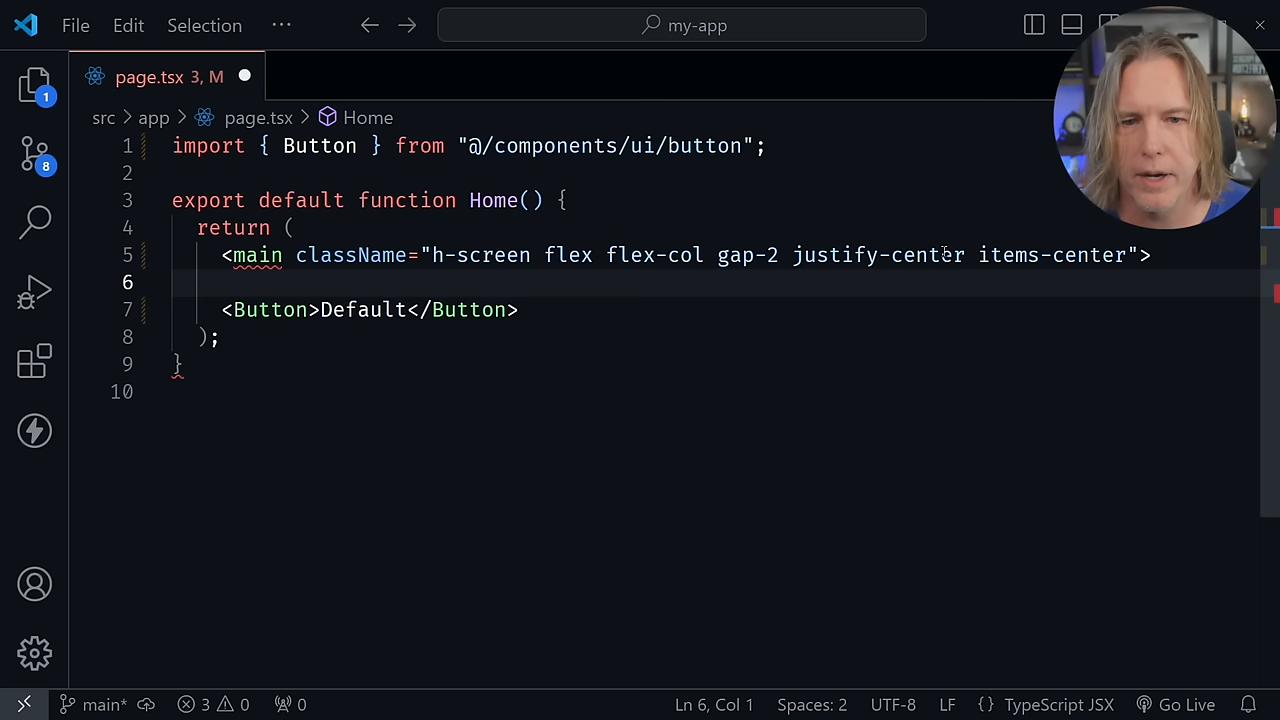 File Edit Selection ··· my-app
page.tsx 3, M
src > app > page.tsx > Home
1 import { Button } from "@/components/ui/button";
2
3 export default function Home() {
4 return (
5 <main className="h-screen flex flex-col gap-2 justify-center items-center">
6
7 <Button>Default</Button>
8 );
9 }
10
1
8
main* 3 0 0 Ln 6, Col 1 Spaces: 2 UTF-8 LF {} TypeScript JSX Go Live